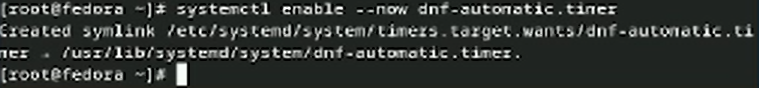 [root@fedora ~]# systemctl enable --now dnf-automatic.timer
Created symlink /etc/systemd/system/timers.target.wants/dnf-automatic.ti
mer → /usr/lib/systemd/system/dnf-automatic.timer.
[root@fedora ~]#